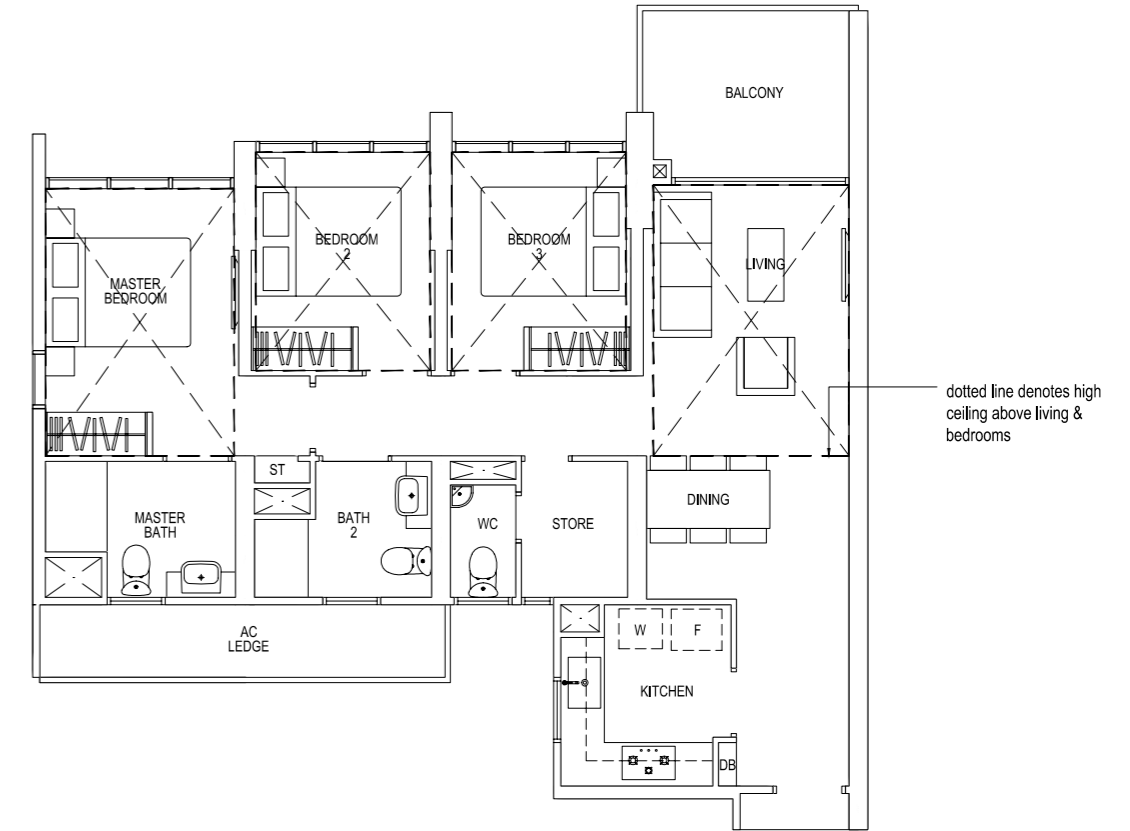 BALCONY
BEDROOM
2
BEDROOM
3
LIVING
MASTER
BEDROOM
dotted line denotes high
ceiling above living &
bedrooms
ST
DINING
MASTER
BATH
BATH
2
WC
STORE
AC
LEDGE
W
F
KITCHEN
DB